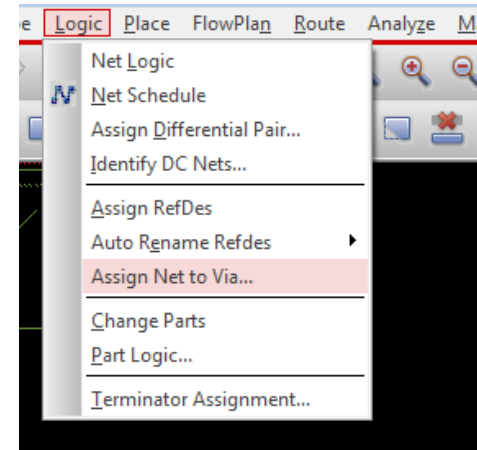 e Logic Place FlowPlan Route Analyze M
Net Logic
Net Schedule
Assign Differential Pair...
Identify DC Nets...
Assign RefDes
Auto Rename Refdes
Assign Net to Via...
Change Parts
Part Logic...
Terminator Assignment...